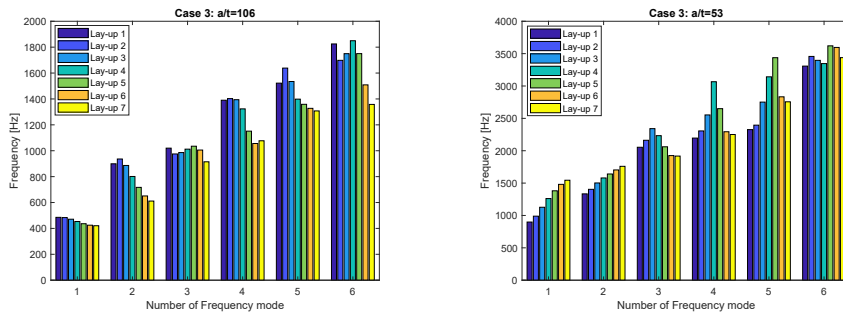 Case 3: a/t=106
2000
1800
1600
1400
1200
1000
800
600
400
200
0
Frequency [Hz]
Lay-up 1
Lay-up 2
Lay-up 3
Lay-up 4
Lay-up 5
Lay-up 6
Lay-up 7
1 2 3 4 5 6
Number of Frequency mode
Case 3: a/t=53
4000
3500
3000
2500
2000
1500
1000
500
0
Frequency [Hz]
Lay-up 1
Lay-up 2
Lay-up 3
Lay-up 4
Lay-up 5
Lay-up 6
Lay-up 7
1 2 3 4 5 6
Number of Frequency mode